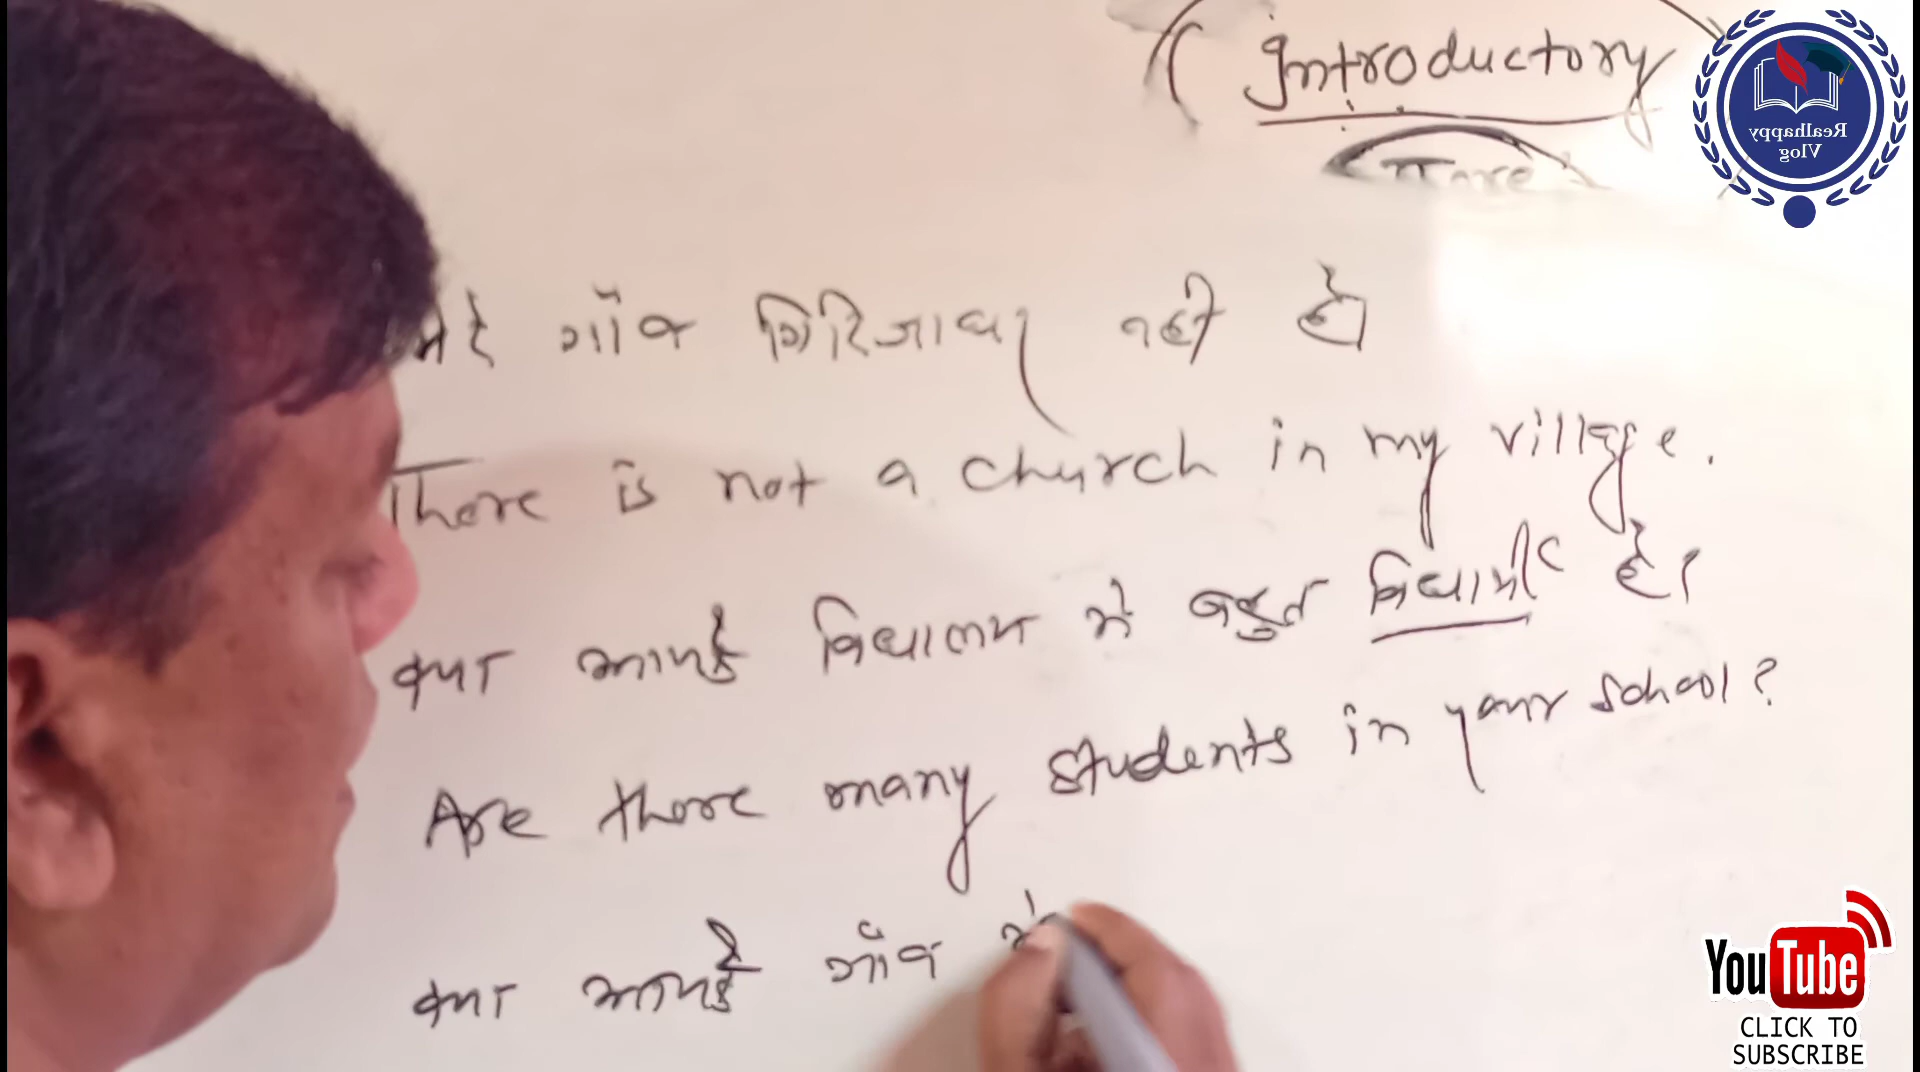 Introductory
There
Realhappy
Vlog
मेरे गाँव गिरिजाघर नही है।
There is not a church in my village.
क्या आपके विद्यालय मे बहुत विद्यार्थी है।
Are there many students in your school?
क्या आपके गाँव मे
YouTube
CLICK TO
SUBSCRIBE